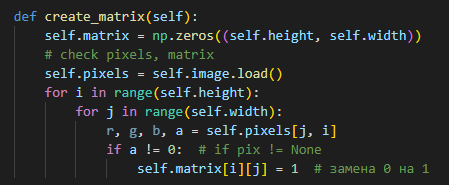 def create_matrix(self):
    self.matrix = np.zeros((self.height, self.width))
    # check pixels, matrix
    self.pixels = self.image.load()
    for i in range(self.height):
        for j in range(self.width):
            r, g, b, a = self.pixels[j, i]
            if a != 0:  # if pix != None
                self.matrix[i][j] = 1  # замена 0 на 1